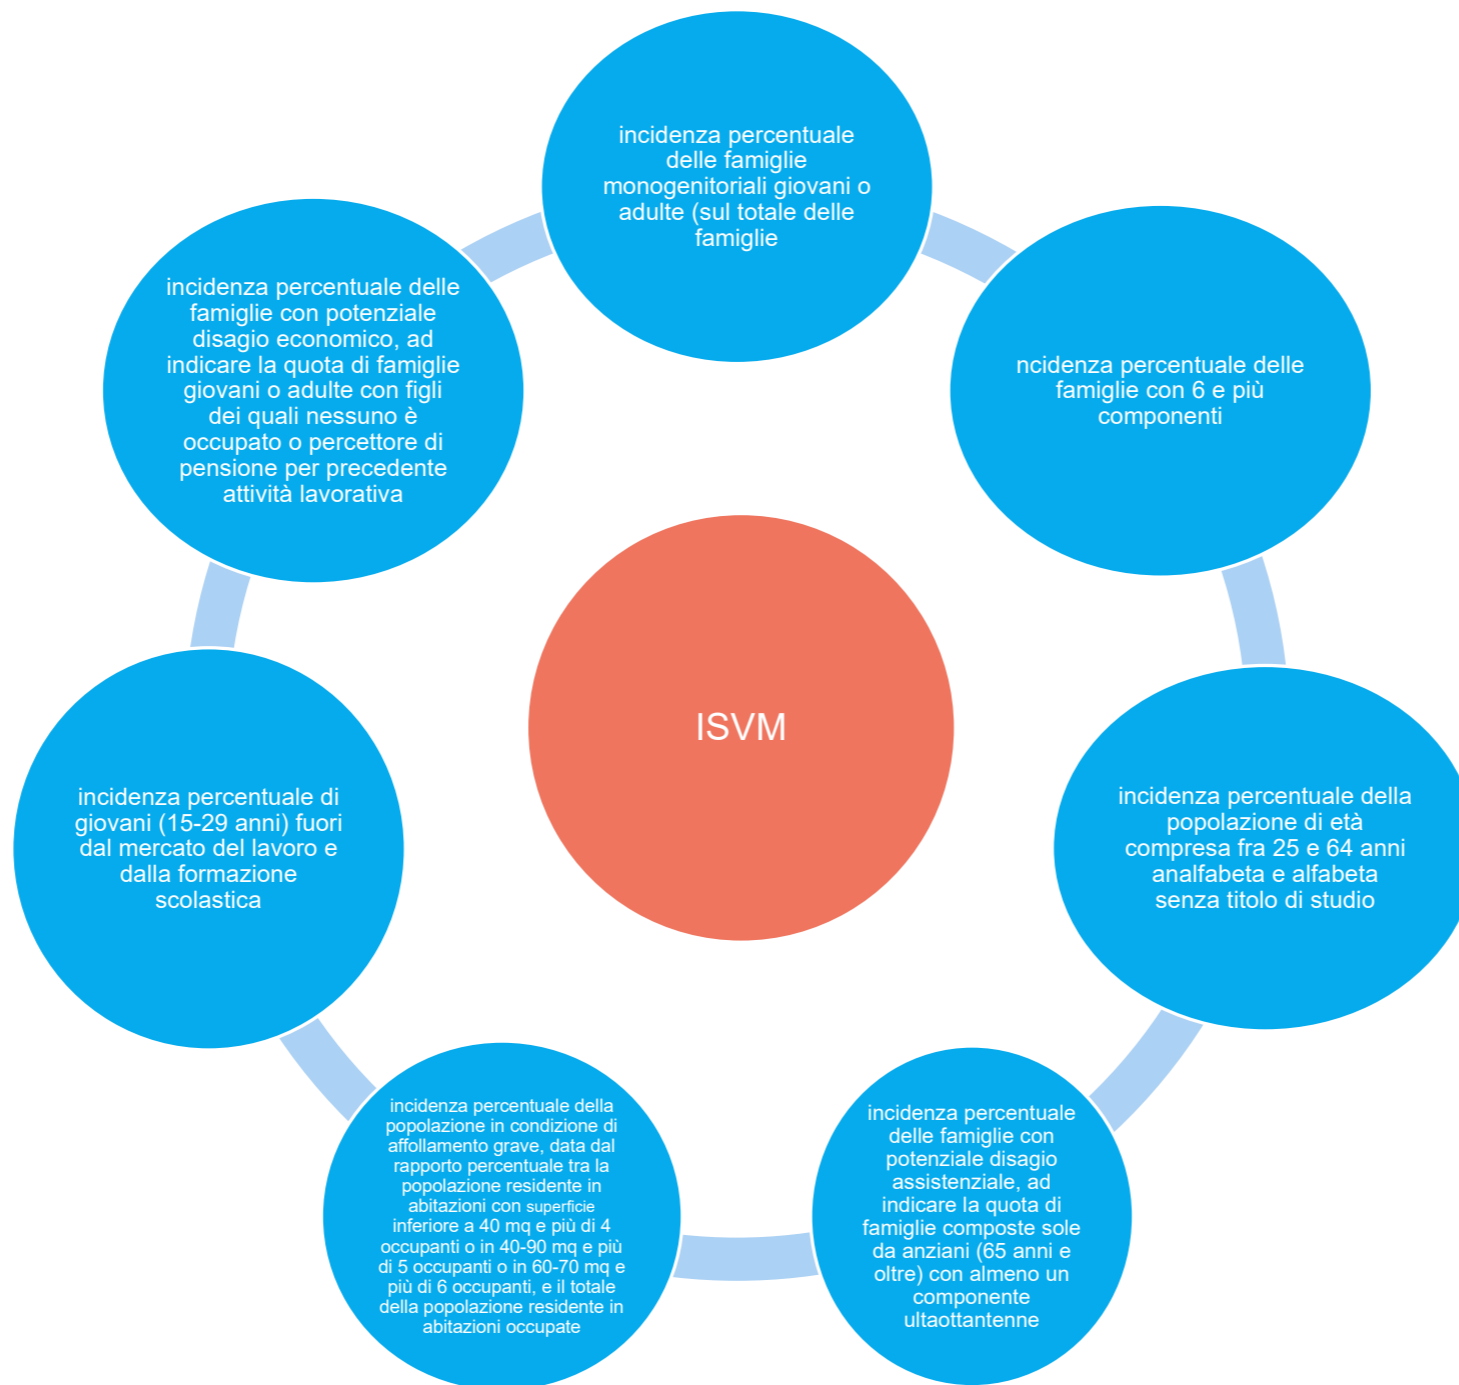 incidenza percentuale
delle famiglie
monogenitoriali giovani o
adulte (sul totale delle
famiglie
ncidenza percentuale delle
famiglie con 6 e più
componenti
incidenza percentuale della
popolazione di età
compresa fra 25 e 64 anni
analfabeta e alfabeta
senza titolo di studio
incidenza percentuale
delle famiglie con
potenziale disagio
assistenziale, ad
indicare la quota di
famiglie composte sole
da anziani (65 anni e
oltre) con almeno un
componente
ultaottantenne
incidenza percentuale della
popolazione in condizione di
affollamento grave, data dal
rapporto percentuale tra la
popolazione residente in
abitazioni con superficie
inferiore a 40 mq e più di 4
occupanti o in 40-90 mq e più
di 5 occupanti o in 60-70 mq e
più di 6 occupanti, e il totale
della popolazione residente in
abitazioni occupate
incidenza percentuale di
giovani (15-29 anni) fuori
dal mercato del lavoro e
dalla formazione
scolastica
incidenza percentuale delle
famiglie con potenziale
disagio economico, ad
indicare la quota di famiglie
giovani o adulte con figli
dei quali nessuno è
occupato o percettore di
pensione per precedente
attività lavorativa
ISVM